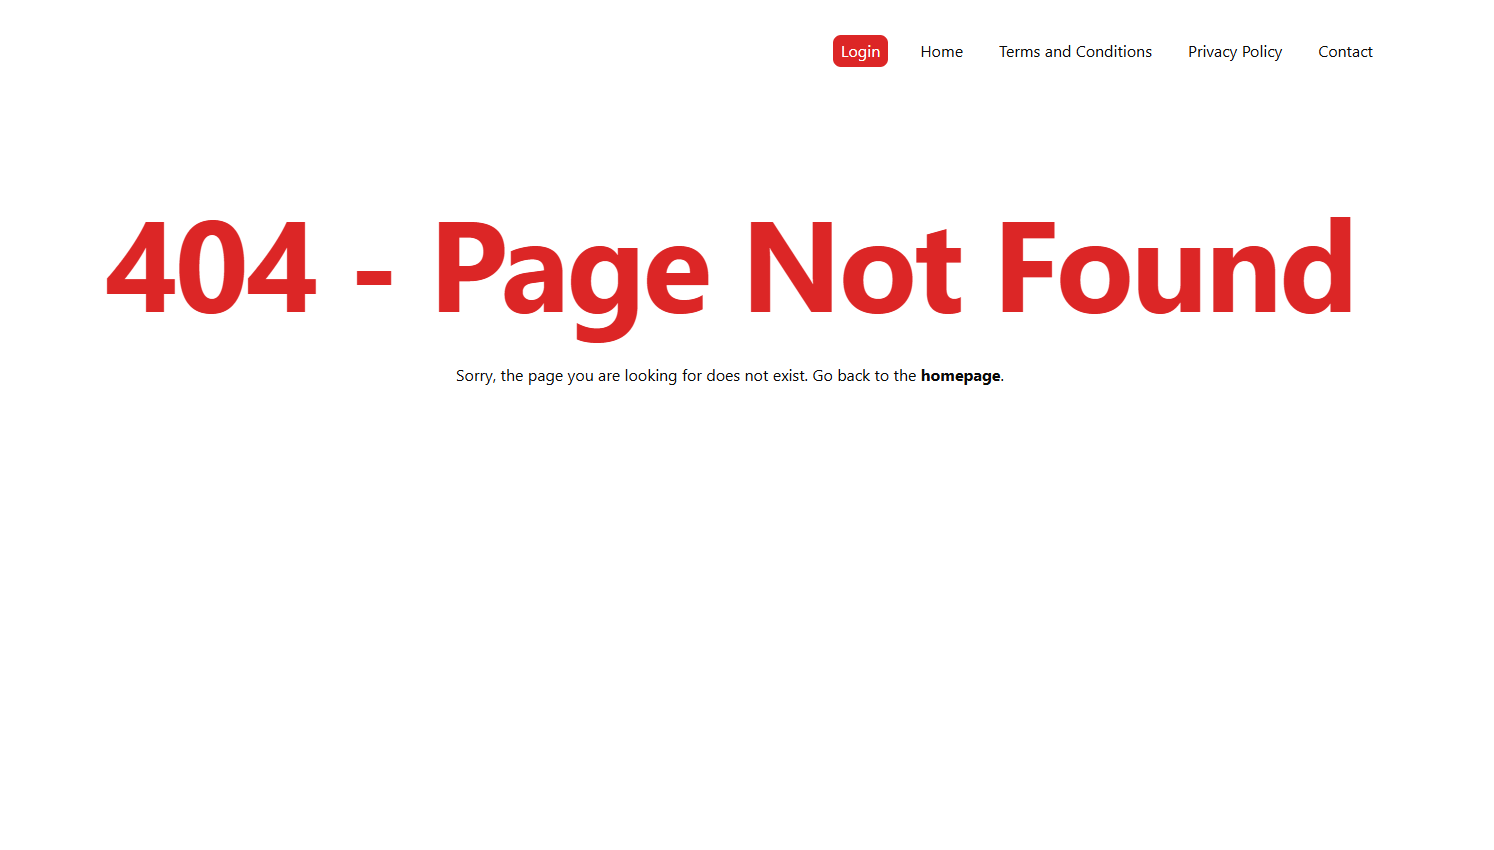 Login Home Terms and Conditions Privacy Policy Contact
404 - Page Not Found
Sorry, the page you are looking for does not exist. Go back to the homepage.